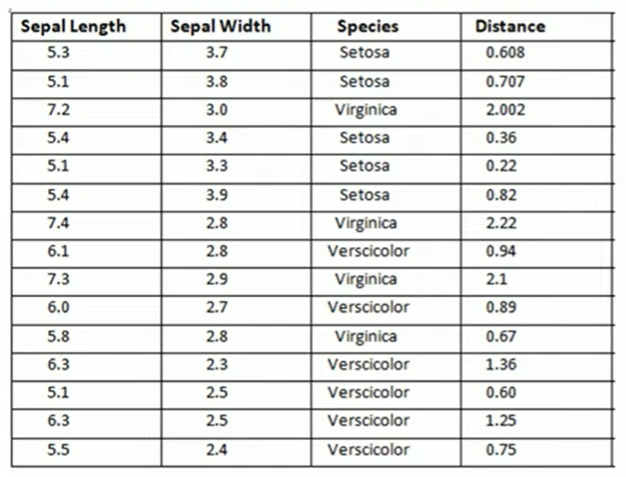 Sepal Length Sepal Width Species Distance
5.3 3.7 Setosa 0.608
5.1 3.8 Setosa 0.707
7.2 3.0 Virginica 2.002
5.4 3.4 Setosa 0.36
5.1 3.3 Setosa 0.22
5.4 3.9 Setosa 0.82
7.4 2.8 Virginica 2.22
6.1 2.8 Verscicolor 0.94
7.3 2.9 Virginica 2.1
6.0 2.7 Verscicolor 0.89
5.8 2.8 Virginica 0.67
6.3 2.3 Verscicolor 1.36
5.1 2.5 Verscicolor 0.60
6.3 2.5 Verscicolor 1.25
5.5 2.4 Verscicolor 0.75